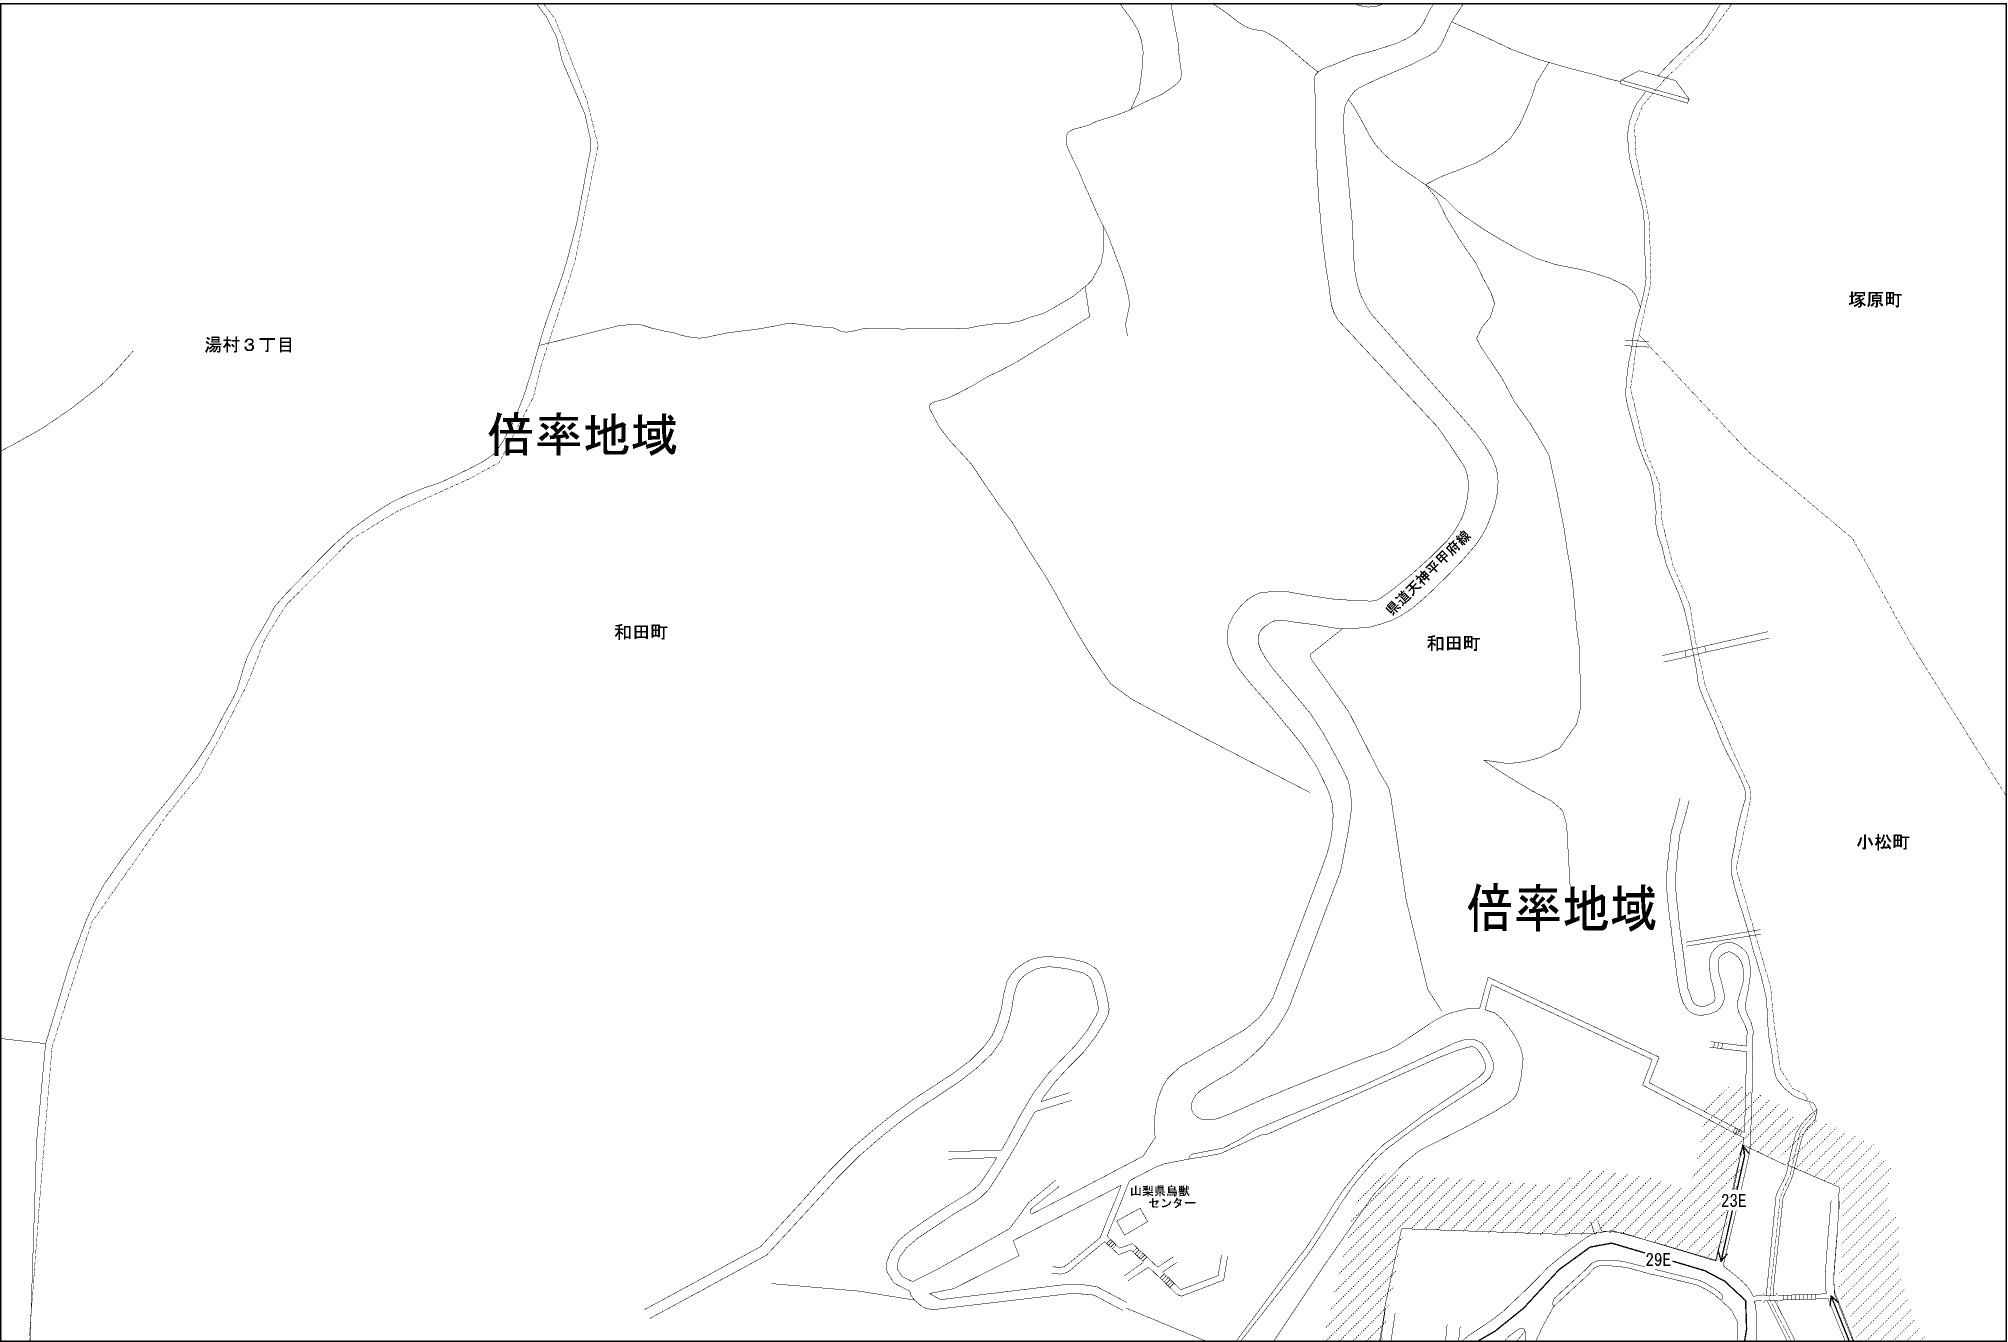 塚原町
湯村３丁目
倍率地域
県道天神平甲府線
和田町
和田町
小松町
倍率地域
山梨県鳥獣
センター
23E
29E